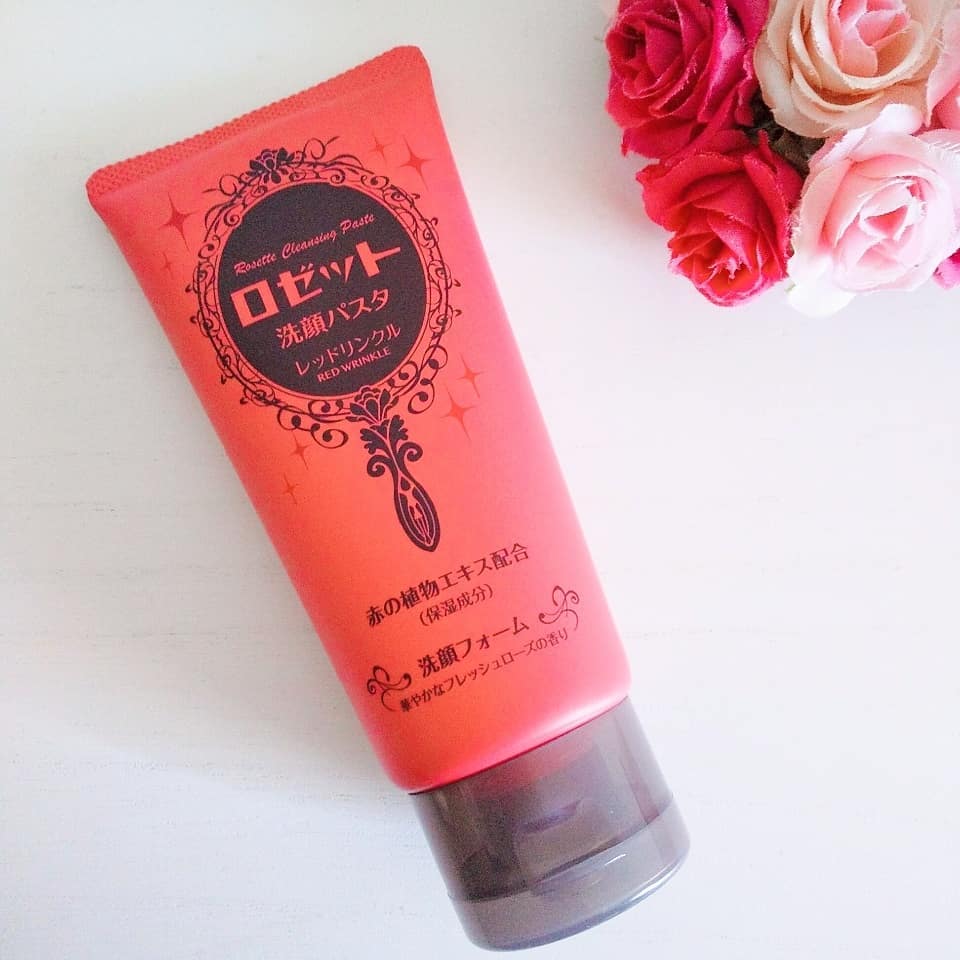 Rosette Cleansing Paste
ロゼット
洗顔パスタ
レッドリンクル
RED WRINKLE
赤の植物エキス配合
(保湿成分)
洗顔フォーム
華やかなフレッシュローズの香り